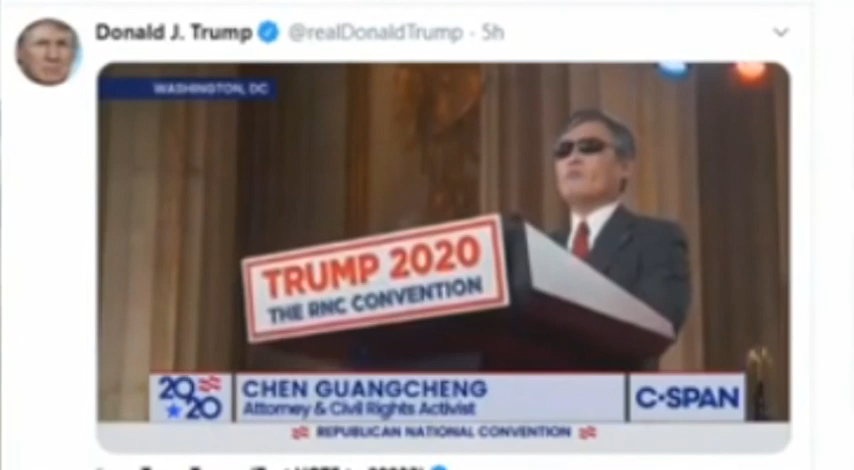 Donald J. Trump @realDonaldTrump · 5h
WASHINGTON, DC
TRUMP 2020
THE RNC CONVENTION
2020
CHEN GUANGCHENG
Attorney & Civil Rights Activist
C-SPAN
REPUBLICAN NATIONAL CONVENTION